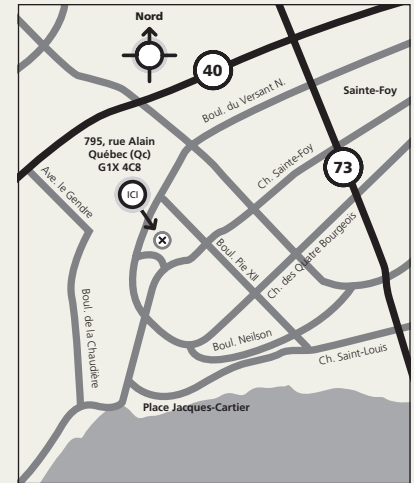 Nord
40
Boul. du Versant N.
Sainte-Foy
795, rue Alain
Québec (Qc)
G1X 4C8
Ch. Sainte-Foy
73
Ave. le Gendre
ICI
Boul. Pie XII
Ch. des Quatre Bourgeois
Boul. de la Chaudière
Boul. Neilson
Ch. Saint-Louis
Place Jacques-Cartier